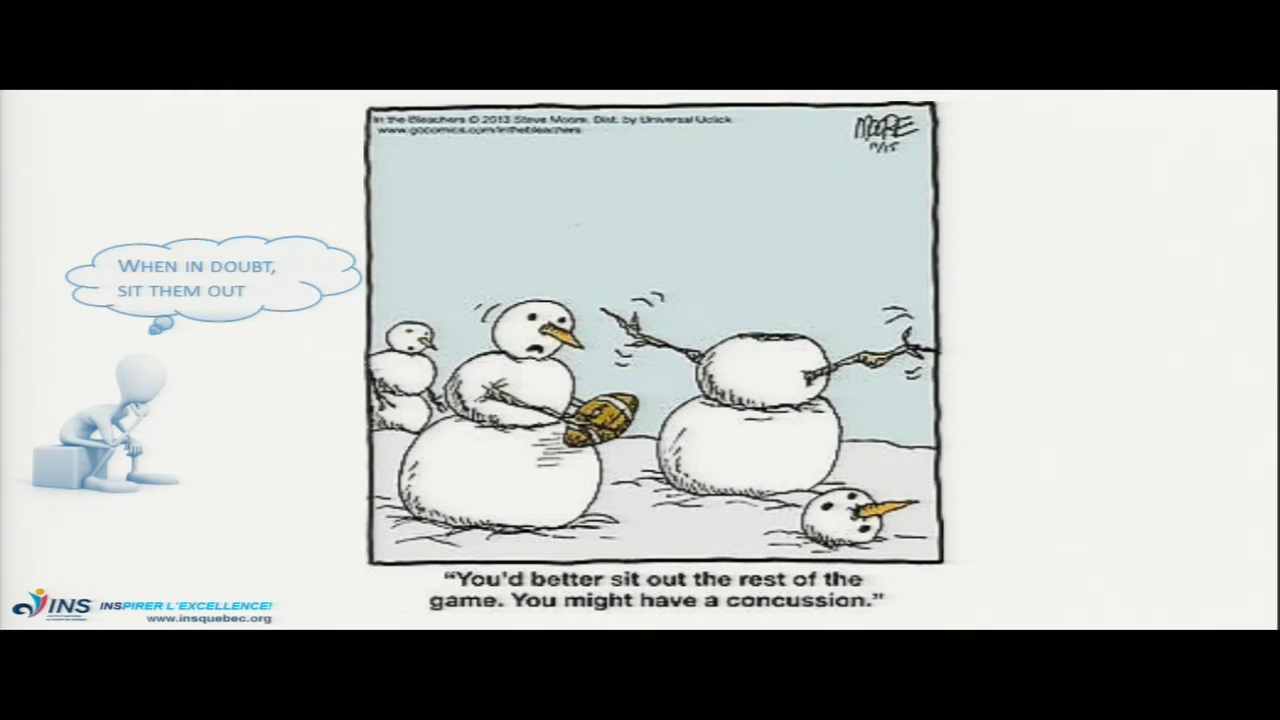 In the Bleachers © 2013 Steve Moore. Dist. by Universal Uclick
www.gocomics.com/inthebleachers
MOORE
11/15
WHEN IN DOUBT,
SIT THEM OUT
"You'd better sit out the rest of the
game. You might have a concussion."
INS
INSPIRER L'EXCELLENCE!
www.insquebec.org